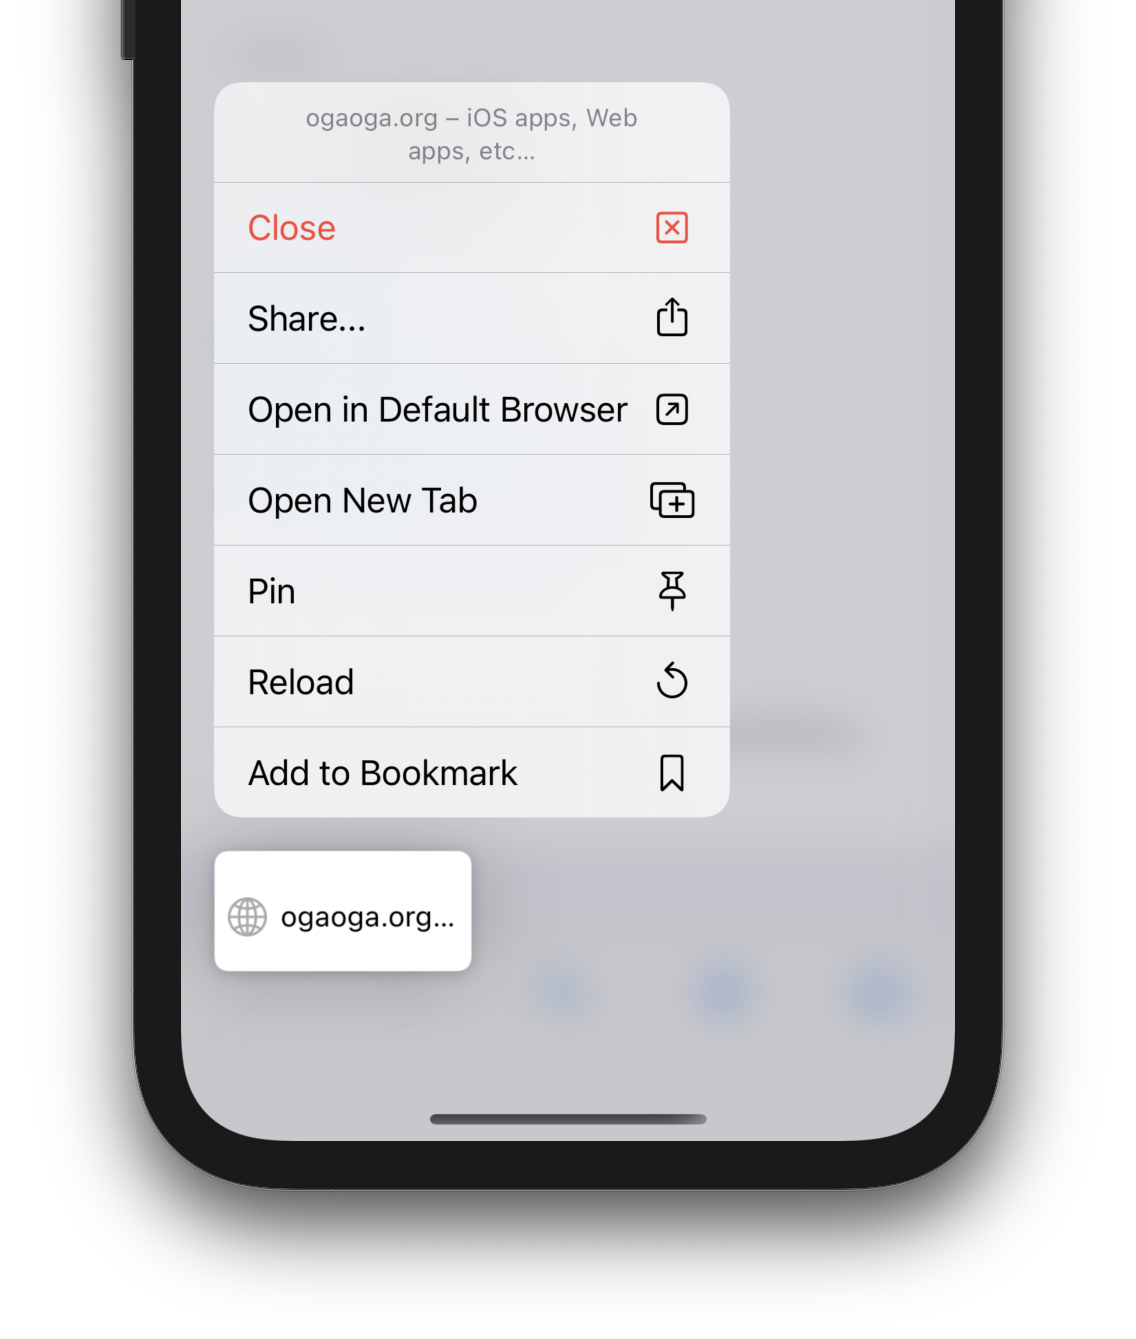 ogaoga.org – iOS apps, Web
apps, etc...
Close
Share...
Open in Default Browser
Open New Tab
Pin
Reload
Add to Bookmark
ogaoga.org...